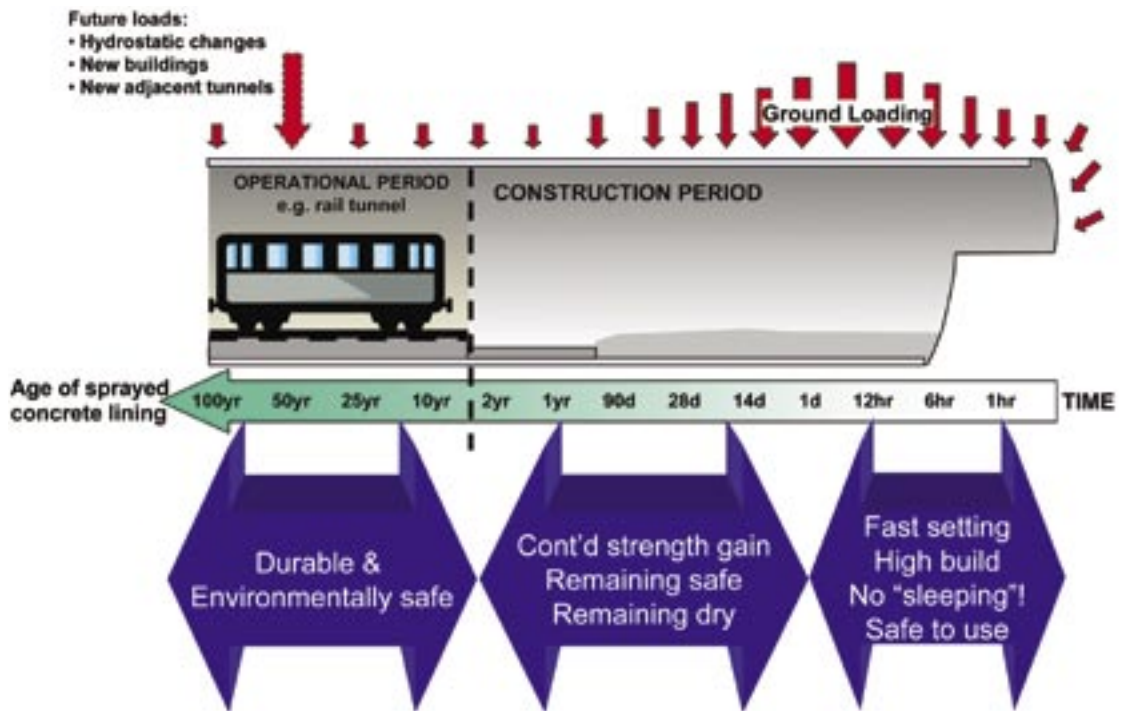 Future loads:
• Hydrostatic changes
• New buildings
• New adjacent tunnels
Ground Loading
OPERATIONAL PERIOD
e.g. rail tunnel
CONSTRUCTION PERIOD
Age of sprayed
concrete lining
100yr 50yr 25yr 10yr 2yr 1yr 90d 28d 14d 1d 12hr 6hr 1hr TIME
Durable &
Environmentally safe
Cont'd strength gain
Remaining safe
Remaining dry
Fast setting
High build
No "sleeping"!
Safe to use